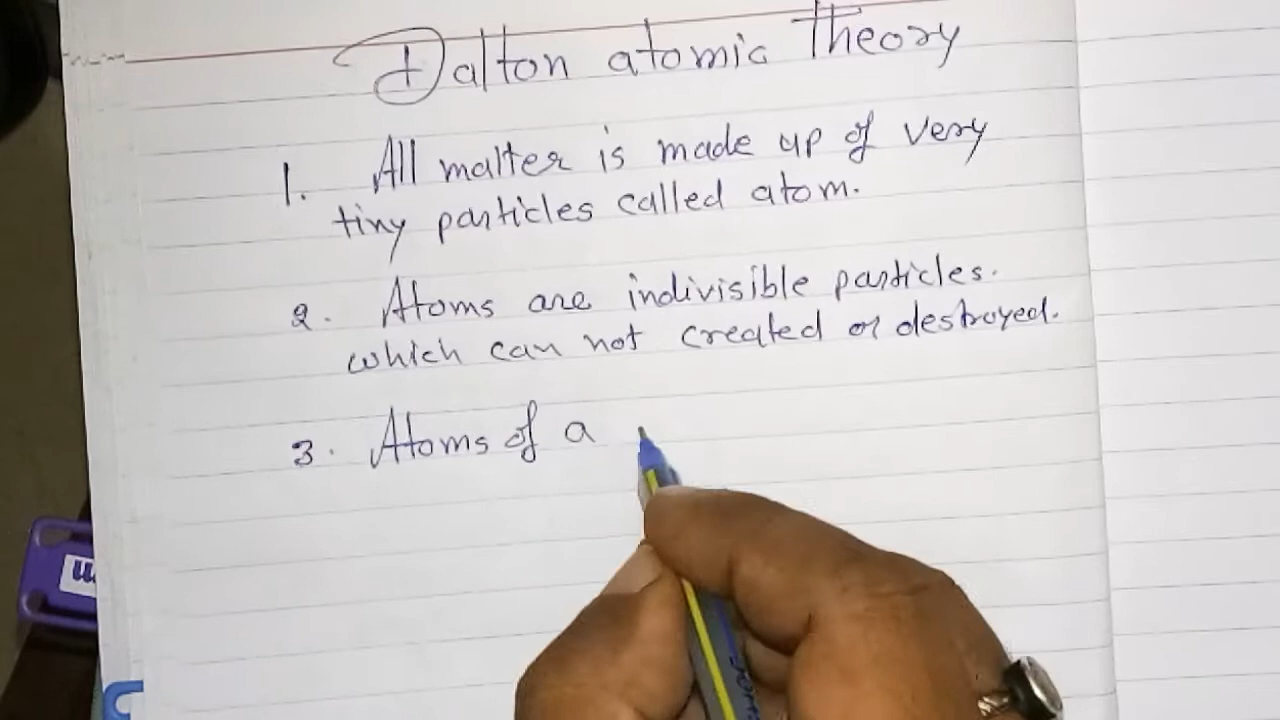 Dalton atomic Theory
1. All matter is made up of very
tiny particles called atom.
2. Atoms are indivisible particles.
which can not created or destroyed.
3. Atoms of a